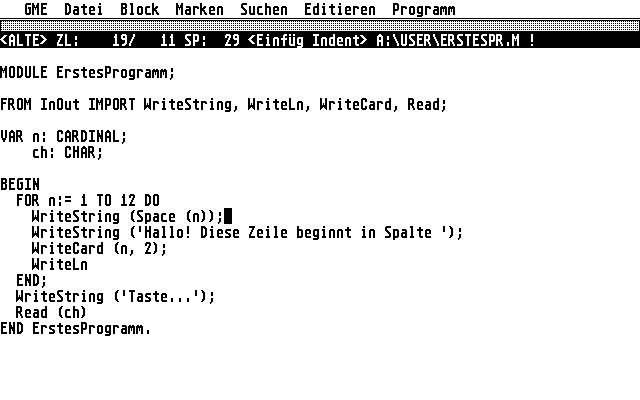 GME Datei Block Marken Suchen Editieren Programm
<ALTE> ZL: 19/ 11 SP: 29 <Einfüg Indent> A:\USER\ERSTESPR.M !
MODULE ErstesProgramm;
FROM InOut IMPORT WriteString, WriteLn, WriteCard, Read;
VAR n: CARDINAL;
    ch: CHAR;
BEGIN
  FOR n:= 1 TO 12 DO
    WriteString (Space (n));
    WriteString ('Hallo! Diese Zeile beginnt in Spalte ');
    WriteCard (n, 2);
    WriteLn
  END;
  WriteString ('Taste...');
  Read (ch)
END ErstesProgramm.